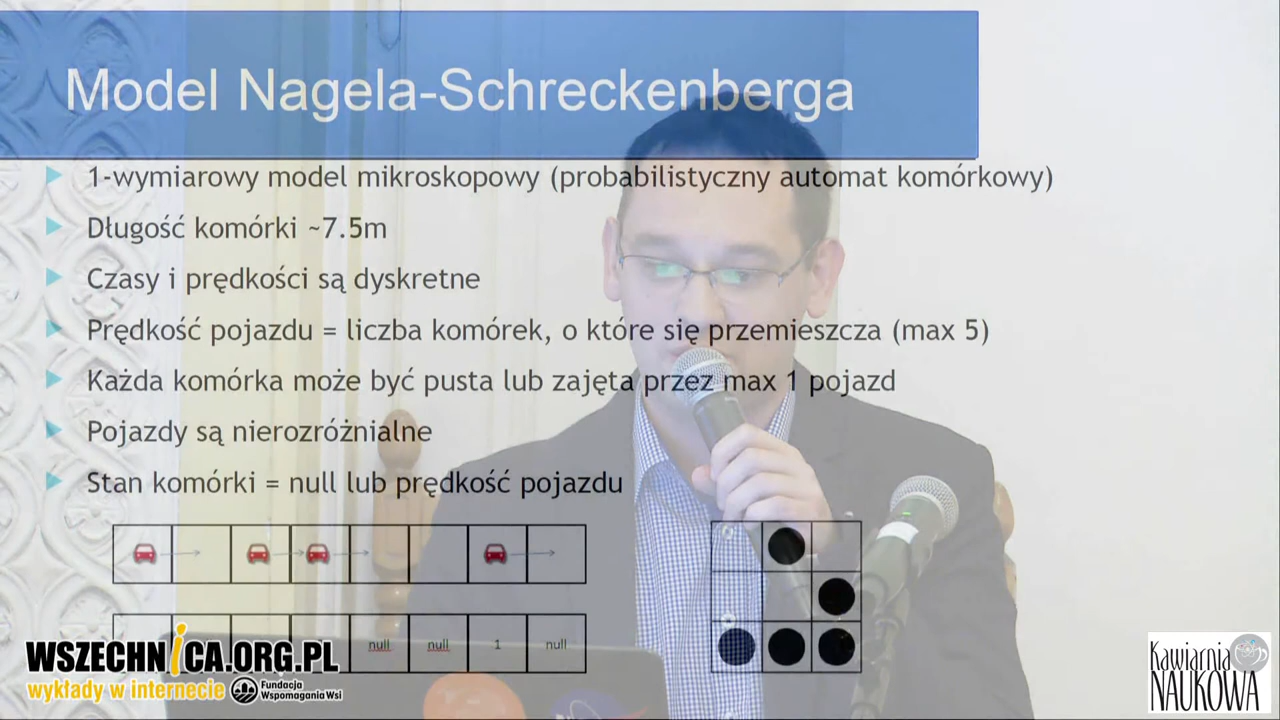 Model Nagela-Schreckenberga
1-wymiarowy model mikroskopowy (probabilistyczny automat komórkowy)
Długość komórki ~7.5m
Czasy i prędkości są dyskretne
Prędkość pojazdu = liczba komórek, o które się przemieszcza (max 5)
Każda komórka może być pusta lub zajęta przez max 1 pojazd
Pojazdy są nierozróżnialne
Stan komórki = null lub prędkość pojazdu
null null 1 null
WSZECHNICA.ORG.PL
wykłady w internecie
Fundacja
Wspomagania Wsi
Kawiarnia
NAUKOWA